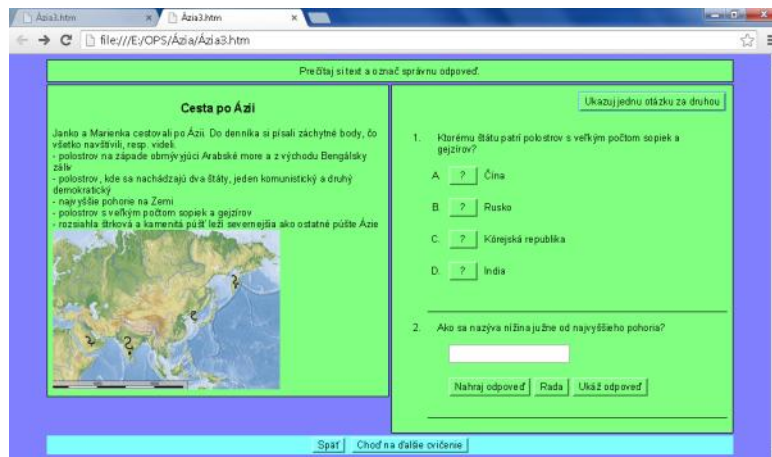 Ázia3.htm
Ázia3.htm
file:///E:/OPS/Ázia/Ázia3.htm
Prečítaj si text a označ správnu odpoveď.
Cesta po Ázii
Janko a Marienka cestovali po Ázii. Do denníka si písali záchytné body, čo
všetko navštívili, resp. videli.
- polostrov na západe obmývyjúci Arabské more a z východu Bengálsky
záliv
- polostrov, kde sa nachádzajú dva štáty, jeden komunistický a druhý
demokratický
- najvyššie pohorie na Zemi
- polostrov s veľkým počtom sopiek a gejzírov
- rozsiahla štrková a kamenitá púšť leží severnejšia ako ostatné púšte Ázie
Ukazuj jednu otázku za druhou
1. Ktorému štátu patrí polostrov s veľkým počtom sopiek a
gejzírov?
A. ? Čína
B. ? Rusko
C. ? Kórejská republika
D. ? India
2. Ako sa nazýva nížina južne od najvyššieho pohoria?
Nahraj odpoveď Rada Ukáž odpoveď
Späť Choď na ďalšie cvičenie